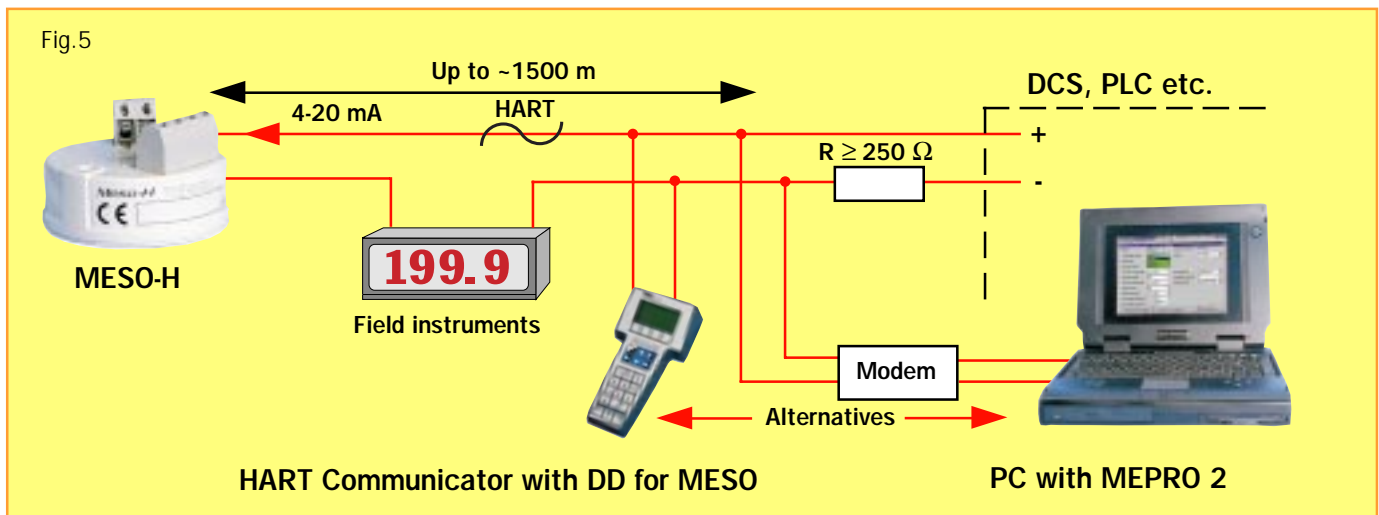 Fig.5
Up to ~1500 m
DCS, PLC etc.
4-20 mA
HART
+
R ≥ 250 Ω
-
CE
MESO-H
199.9
Field instruments
Modem
Alternatives
HART Communicator with DD for MESO
PC with MEPRO 2